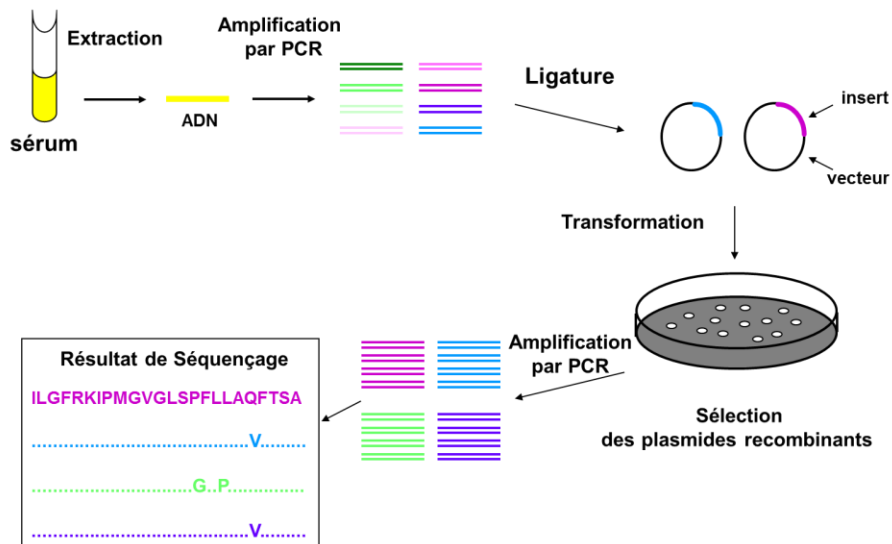 Extraction
Amplification
par PCR
Ligature
insert
sérum
ADN
vecteur
Transformation
Amplification
par PCR
Sélection
des plasmides recombinants
Résultat de Séquençage
ILGFRKIPMGVGLSPFLLAQFTSA
..........................................V.........
...............................G..P..............
..........................................V.........